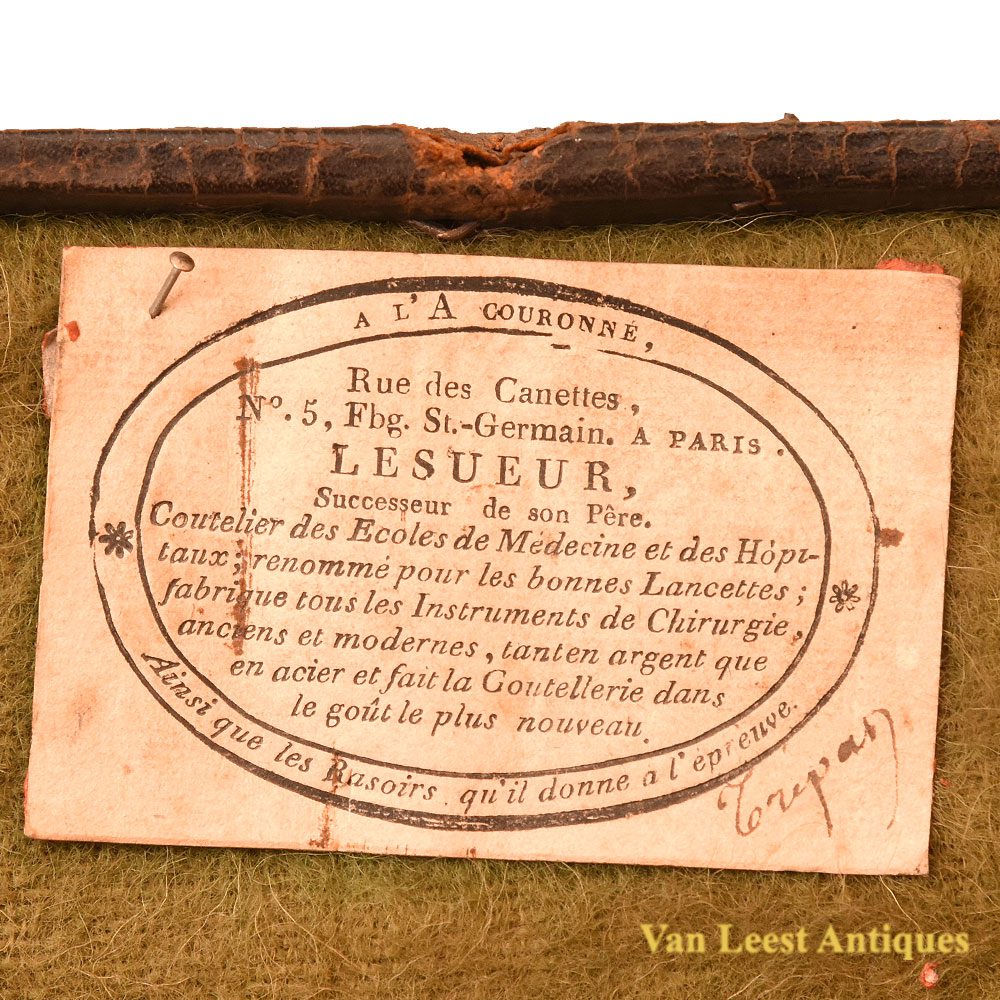 A L'A COURONNÉ,
Rue des Canettes,
Nº. 5, Fbg. St.-Germain. A PARIS.
LESUEUR,
Successeur de son Pêre.
Coutelier des Ecoles de Médecine et des Hôpi-
taux; renommé pour les bonnes Lancettes;
fabrique tous les Instruments de Chirurgie,
anciens et modernes, tanten argent que
en acier et fait la Coutellerie dans
le goût le plus nouveau.
Ainsi que les Rasoirs qu'il donne a l'épreuve.
Trepan
Van Leest Antiques